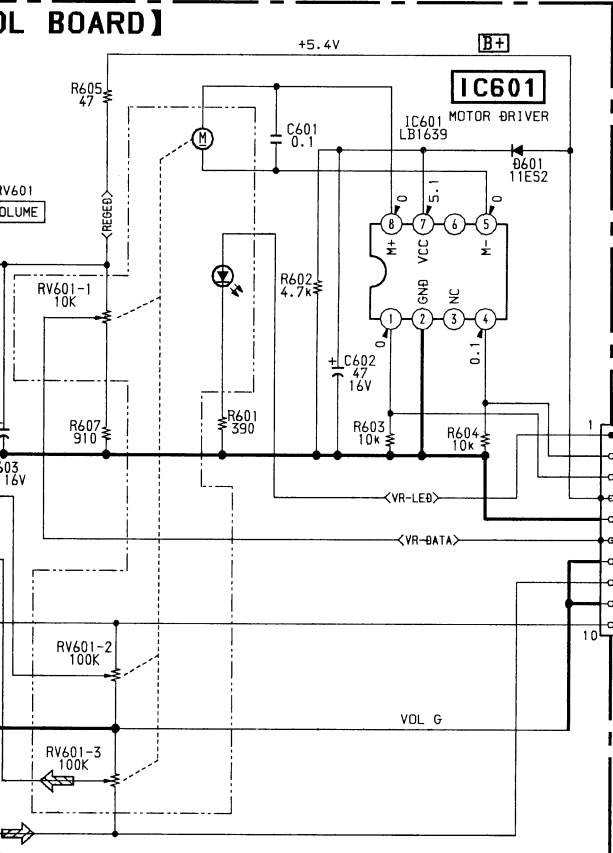 OL BOARD】
+5.4V
B+
IC601
MOTOR DRIVER
R605
47
M
C601
0.1
IC601
LB1639
D601
11ES2
RV601
OLUME
REGED
0
5.1
0
8
7
6
5
M+
VCC
M-
RV601-1
10K
R602
4.7k
GND
NC
1
2
3
4
0
0.1
+
C602
47
16V
R607
910
R601
390
R603
10k
R604
10k
1
603
16V
VR-LED
VR-DATA
10
RV601-2
100K
VOL G
RV601-3
100K